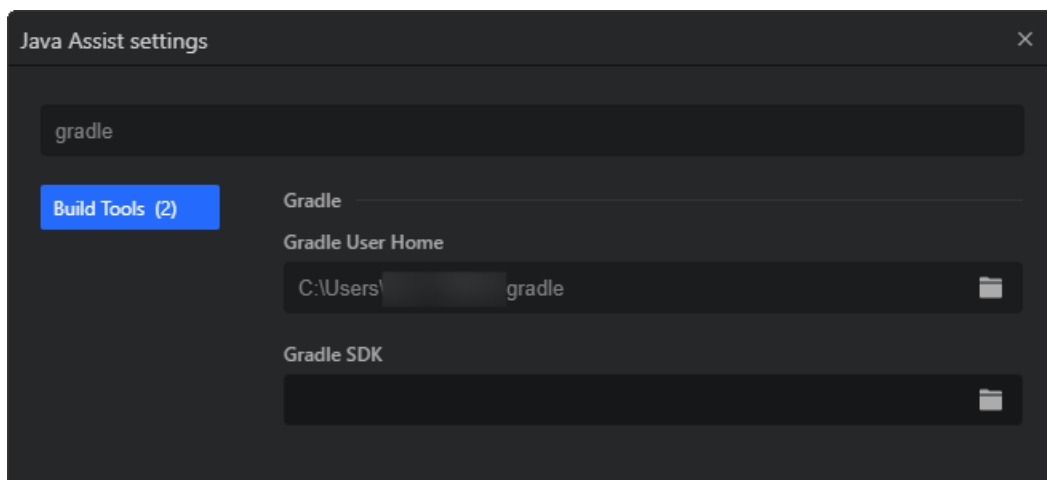 Java Assist settings
gradle
Build Tools (2)
Gradle
Gradle User Home
C:\Users\ gradle
Gradle SDK